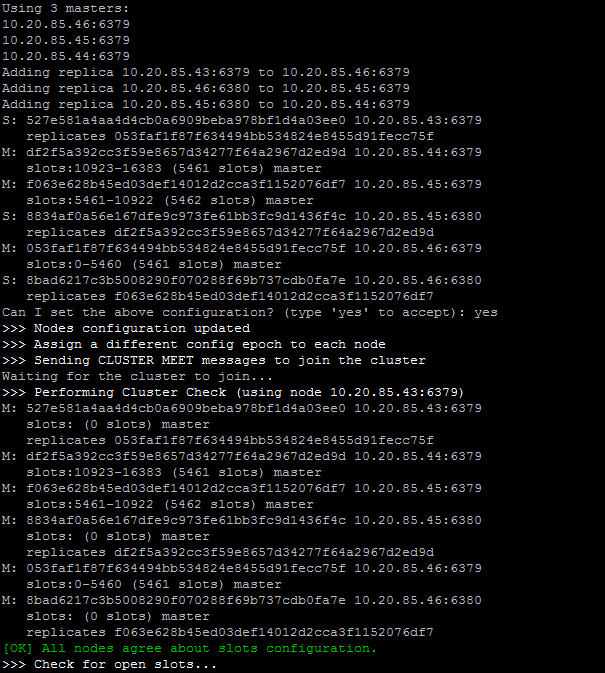 Using 3 masters:
10.20.85.46:6379
10.20.85.45:6379
10.20.85.44:6379
Adding replica 10.20.85.43:6379 to 10.20.85.46:6379
Adding replica 10.20.85.46:6380 to 10.20.85.45:6379
Adding replica 10.20.85.45:6380 to 10.20.85.44:6379
S: 527e581a4aa4d4cb0a6909beba978bf1d4a03ee0 10.20.85.43:6379
   replicates 053faf1f87f634494bb534824e8455d91fecc75f
M: df2f5a392cc3f59e8657d34277f64a2967d2ed9d 10.20.85.44:6379
   slots:10923-16383 (5461 slots) master
M: f063e628b45ed03def14012d2cca3f1152076df7 10.20.85.45:6379
   slots:5461-10922 (5462 slots) master
S: 8834af0a56e167dfe9c973fe61bb3fc9d1436f4c 10.20.85.45:6380
   replicates df2f5a392cc3f59e8657d34277f64a2967d2ed9d
M: 053faf1f87f634494bb534824e8455d91fecc75f 10.20.85.46:6379
   slots:0-5460 (5461 slots) master
S: 8bad6217c3b5008290f070288f69b737cdb0fa7e 10.20.85.46:6380
   replicates f063e628b45ed03def14012d2cca3f1152076df7
Can I set the above configuration? (type 'yes' to accept): yes
>>> Nodes configuration updated
>>> Assign a different config epoch to each node
>>> Sending CLUSTER MEET messages to join the cluster
Waiting for the cluster to join...
>>> Performing Cluster Check (using node 10.20.85.43:6379)
M: 527e581a4aa4d4cb0a6909beba978bf1d4a03ee0 10.20.85.43:6379
   slots: (0 slots) master
   replicates 053faf1f87f634494bb534824e8455d91fecc75f
M: df2f5a392cc3f59e8657d34277f64a2967d2ed9d 10.20.85.44:6379
   slots:10923-16383 (5461 slots) master
M: f063e628b45ed03def14012d2cca3f1152076df7 10.20.85.45:6379
   slots:5461-10922 (5462 slots) master
M: 8834af0a56e167dfe9c973fe61bb3fc9d1436f4c 10.20.85.45:6380
   slots: (0 slots) master
   replicates df2f5a392cc3f59e8657d34277f64a2967d2ed9d
M: 053faf1f87f634494bb534824e8455d91fecc75f 10.20.85.46:6379
   slots:0-5460 (5461 slots) master
M: 8bad6217c3b5008290f070288f69b737cdb0fa7e 10.20.85.46:6380
   slots: (0 slots) master
   replicates f063e628b45ed03def14012d2cca3f1152076df7
[OK] All nodes agree about slots configuration.
>>> Check for open slots...